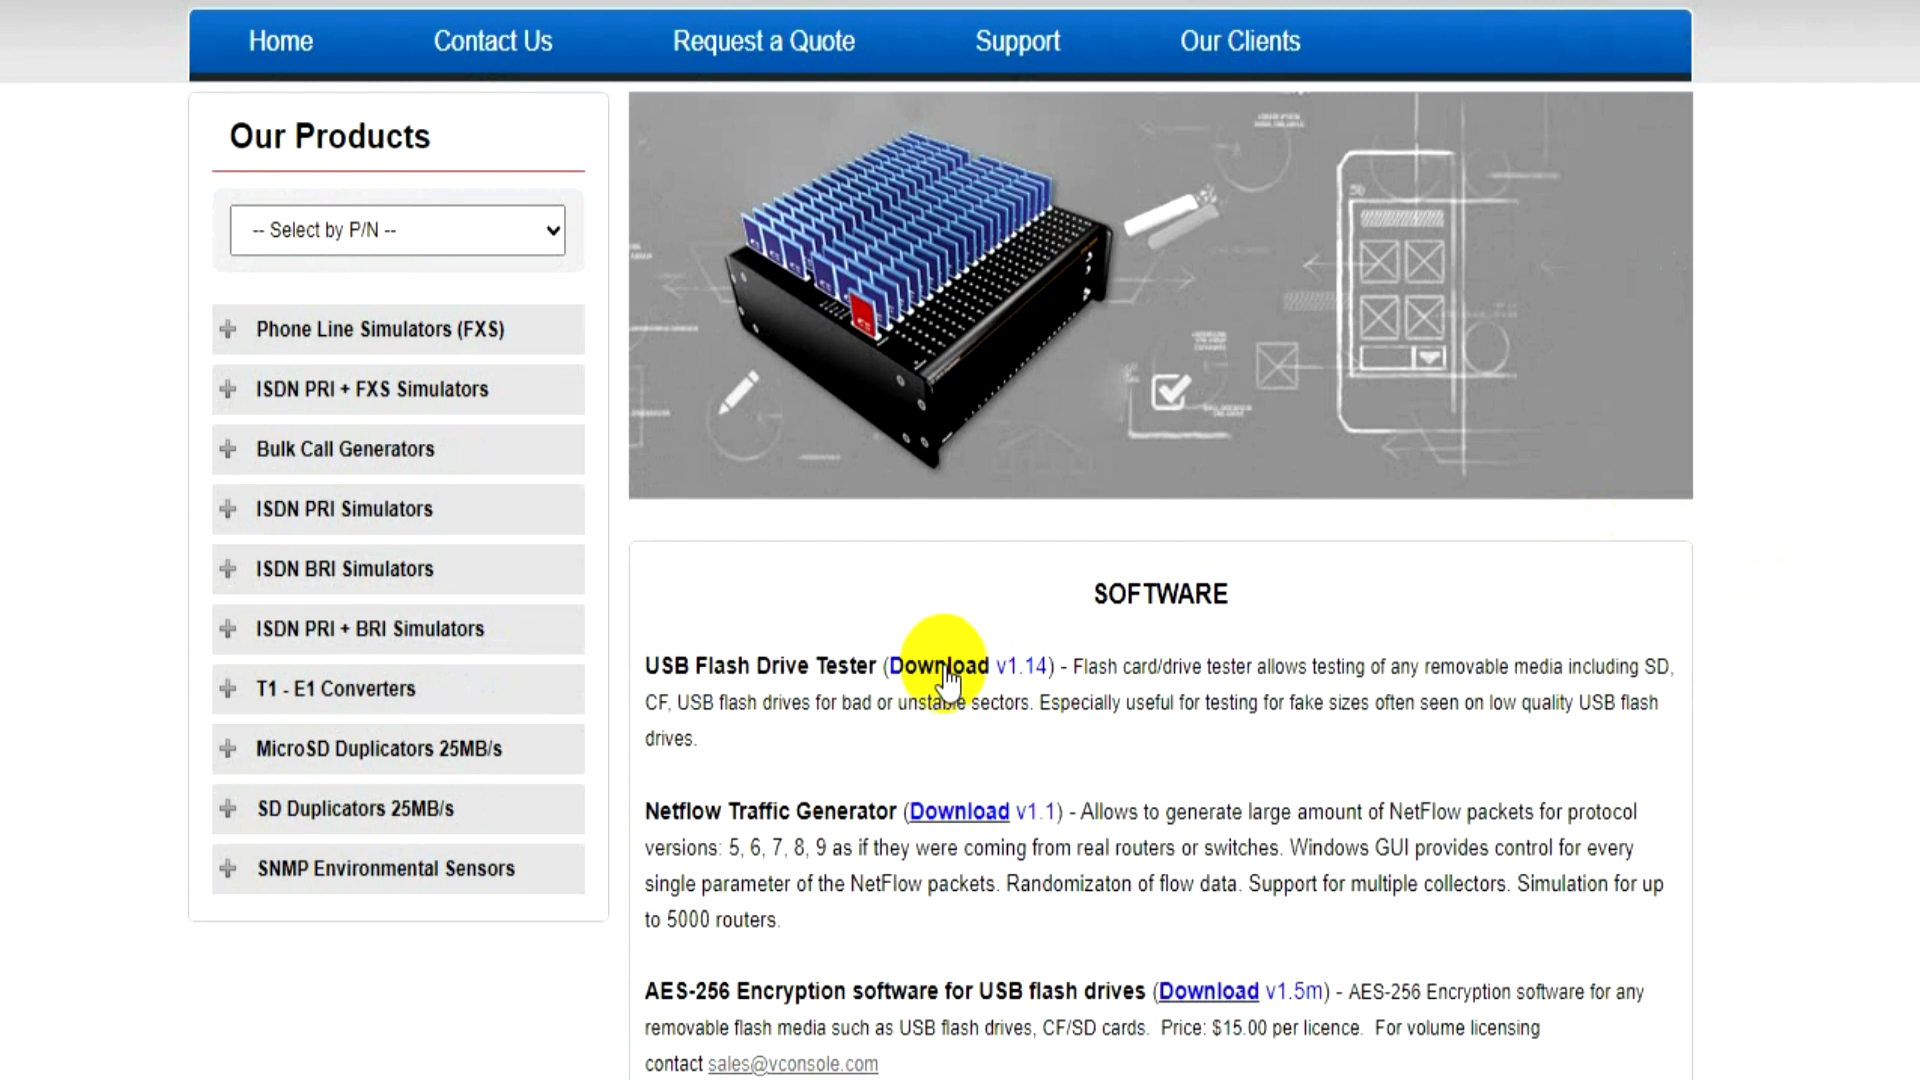 Home Contact Us Request a Quote Support Our Clients
Our Products
-- Select by P/N --
Phone Line Simulators (FXS)
ISDN PRI + FXS Simulators
Bulk Call Generators
ISDN PRI Simulators
ISDN BRI Simulators
ISDN PRI + BRI Simulators
T1 - E1 Converters
MicroSD Duplicators 25MB/s
SD Duplicators 25MB/s
SNMP Environmental Sensors
SOFTWARE
USB Flash Drive Tester (Download v1.14) - Flash card/drive tester allows testing of any removable media including SD,
CF, USB flash drives for bad or unstable sectors. Especially useful for testing for fake sizes often seen on low quality USB flash
drives.
Netflow Traffic Generator (Download v1.1) - Allows to generate large amount of NetFlow packets for protocol
versions: 5, 6, 7, 8, 9 as if they were coming from real routers or switches. Windows GUI provides control for every
single parameter of the NetFlow packets. Randomizaton of flow data. Support for multiple collectors. Simulation for up
to 5000 routers.
AES-256 Encryption software for USB flash drives (Download v1.5m) - AES-256 Encryption software for any
removable flash media such as USB flash drives, CF/SD cards. Price: $15.00 per licence. For volume licensing
contact sales@vconsole.com